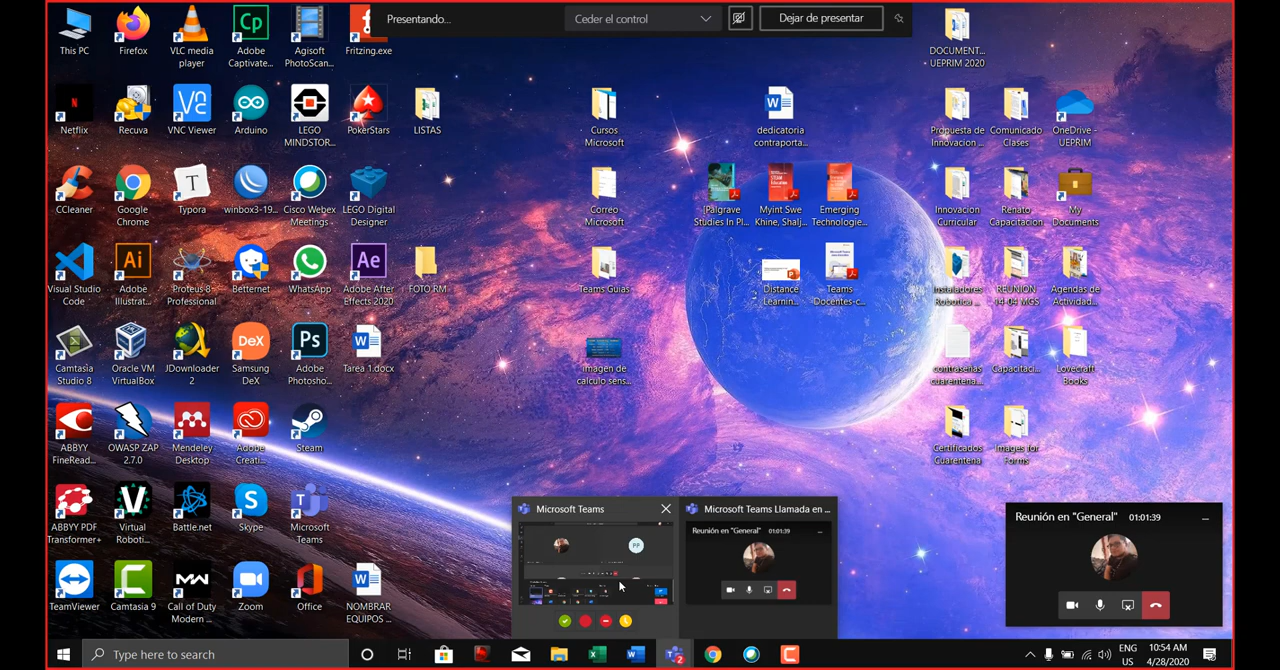 Presentando...
Ceder el control
Dejar de presentar
This PC
Firefox
VLC media
player
Adobe
Captivate...
Agisoft
PhotoScan...
Fritzing.exe
DOCUMENT...
UEPRIM 2020
Netflix
Recuva
VNC Viewer
Arduino
LEGO
MINDSTOR...
PokerStars
LISTAS
Cursos
Microsoft
dedicatoria
contraporta...
Propuesta de
Innovacion ...
Comunicado
Clases
OneDrive -
UEPRIM
CCleaner
Google
Chrome
Typora
winbox3-19...
Cisco Webex
Meetings
LEGO Digital
Designer
Correo
Microsoft
[Palgrave
Studies In Pl...
Myint Swe
Khine, Shalj...
Emerging
Technologie...
Innovacion
Curricular
Renato
Capacitacion
My
Documents
Visual Studio
Code
Adobe
Illustrat...
Proteus 8
Professional
Betternet
WhatsApp
Adobe After
Effects 2020
FOTO RM
Teams Guias
Distance
Learnin...
Teams
Docentes-c...
Instaladores
Robotica ...
REUNION
14-04 MGS
Agendas de
Actividad...
Camtasia
Studio 8
Oracle VM
VirtualBox
JDownloader
2
Samsung
DeX
Adobe
Photosho...
Tarea 1.docx
Imagen de
calculo sens...
contraseñas
cuarentena...
Capacitaci...
Lovecraft
Books
ABBYY
FineRead...
OWASP ZAP
2.7.0
Mendeley
Desktop
Adobe
Creati...
Steam
Certificados
Cuarentena
Images for
Forms
ABBYY PDF
Transformer+
Virtual
Roboti...
Battle.net
Skype
Microsoft
Teams
Microsoft Teams
Microsoft Teams Llamada en ...
Reunión en "General" 01:01:39 ...
PP
Reunión en "General" 01:01:39 ...
TeamViewer
Camtasia 9
Call of Duty
Modern ...
Zoom
Office
NOMBRAR
EQUIPOS ...
Type here to search
2
ENG
US
10:54 AM
4/28/2020